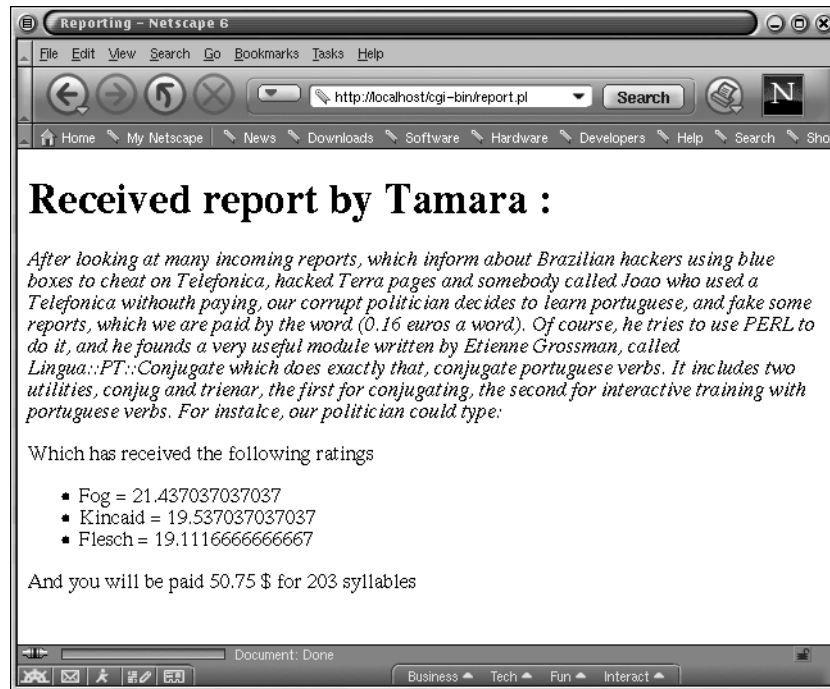 Reporting – Netscape 6
File Edit View Search Go Bookmarks Tasks Help
http://localhost/cgi-bin/report.pl Search N
Home My Netscape News Downloads Software Hardware Developers Help Search Sho
Received report by Tamara :
After looking at many incoming reports, which inform about Brazilian hackers using blue
boxes to cheat on Telefonica, hacked Terra pages and somebody called Joao who used a
Telefonica withouth paying, our corrupt politician decides to learn portuguese, and fake some
reports, which we are paid by the word (0.16 euros a word). Of course, he tries to use PERL to
do it, and he founds a very useful module written by Etienne Grossman, called
Lingua::PT::Conjugate which does exactly that, conjugate portuguese verbs. It includes two
utilities, conjug and trienar, the first for conjugating, the second for interactive training with
portuguese verbs. For instalce, our politician could type:
Which has received the following ratings
• Fog = 21.437037037037
• Kincaid = 19.537037037037
• Flesch = 19.1116666666667
And you will be paid 50.75 $ for 203 syllables
Document: Done
Business Tech Fun Interact